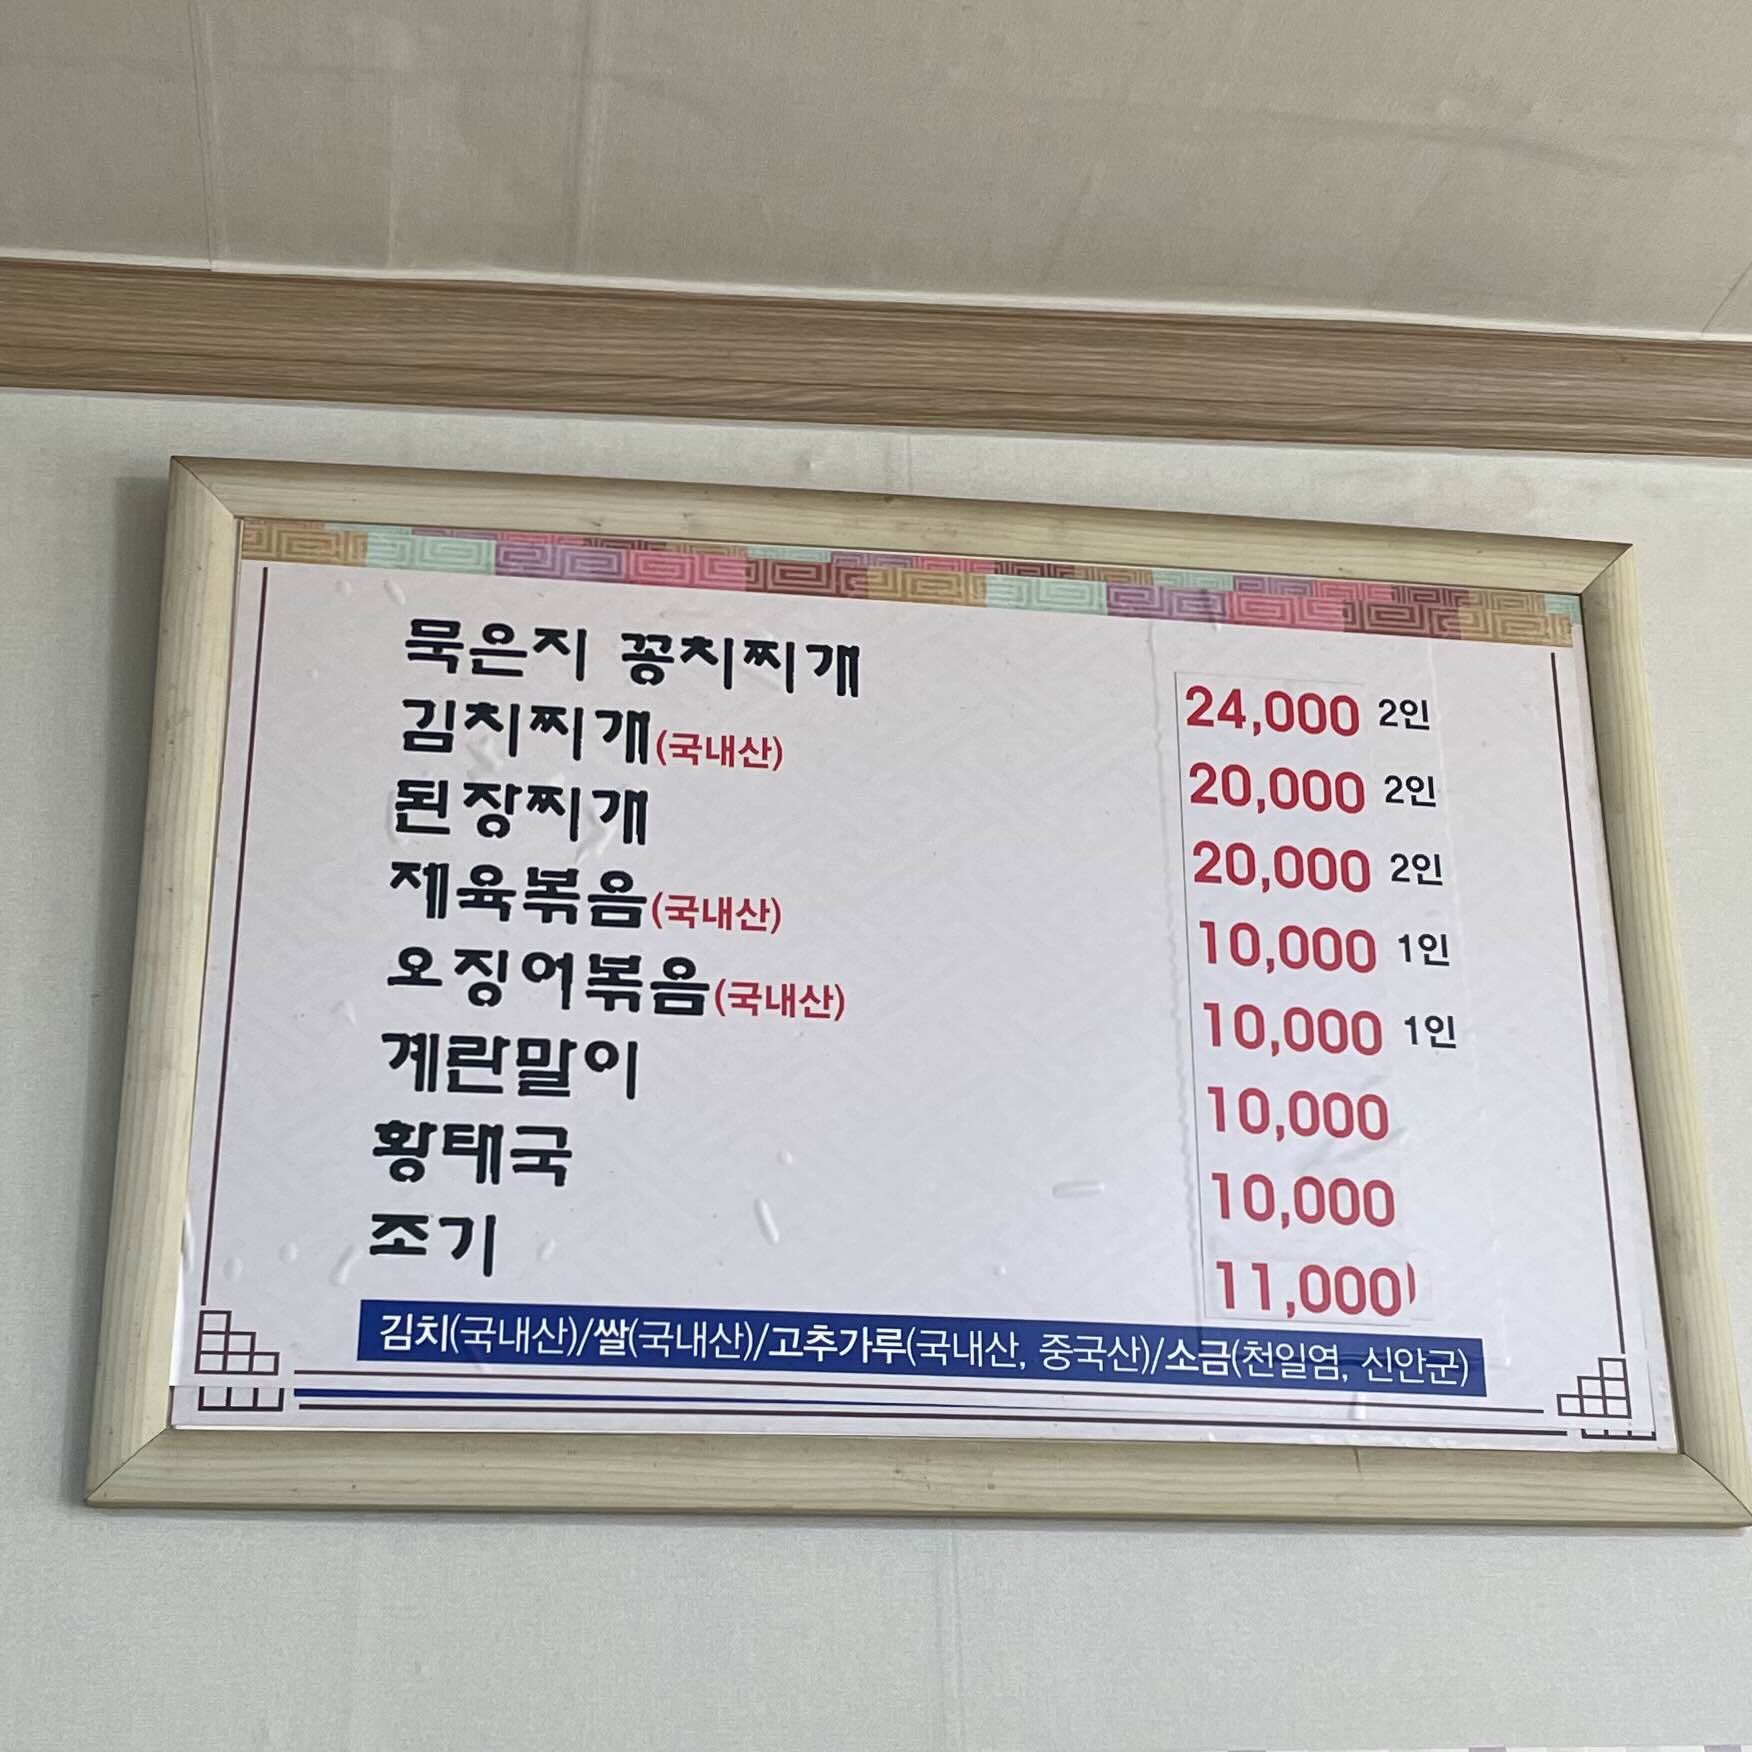 묵은지 꽁치찌개 24,000 2인
김치찌개(국내산) 20,000 2인
된장찌개 20,000 2인
제육볶음(국내산) 10,000 1인
오징어볶음(국내산) 10,000 1인
계란말이 10,000
황태국 10,000
조기 11,000
김치(국내산)/쌀(국내산)/고추가루(국내산, 중국산)/소금(천일염, 신안군)